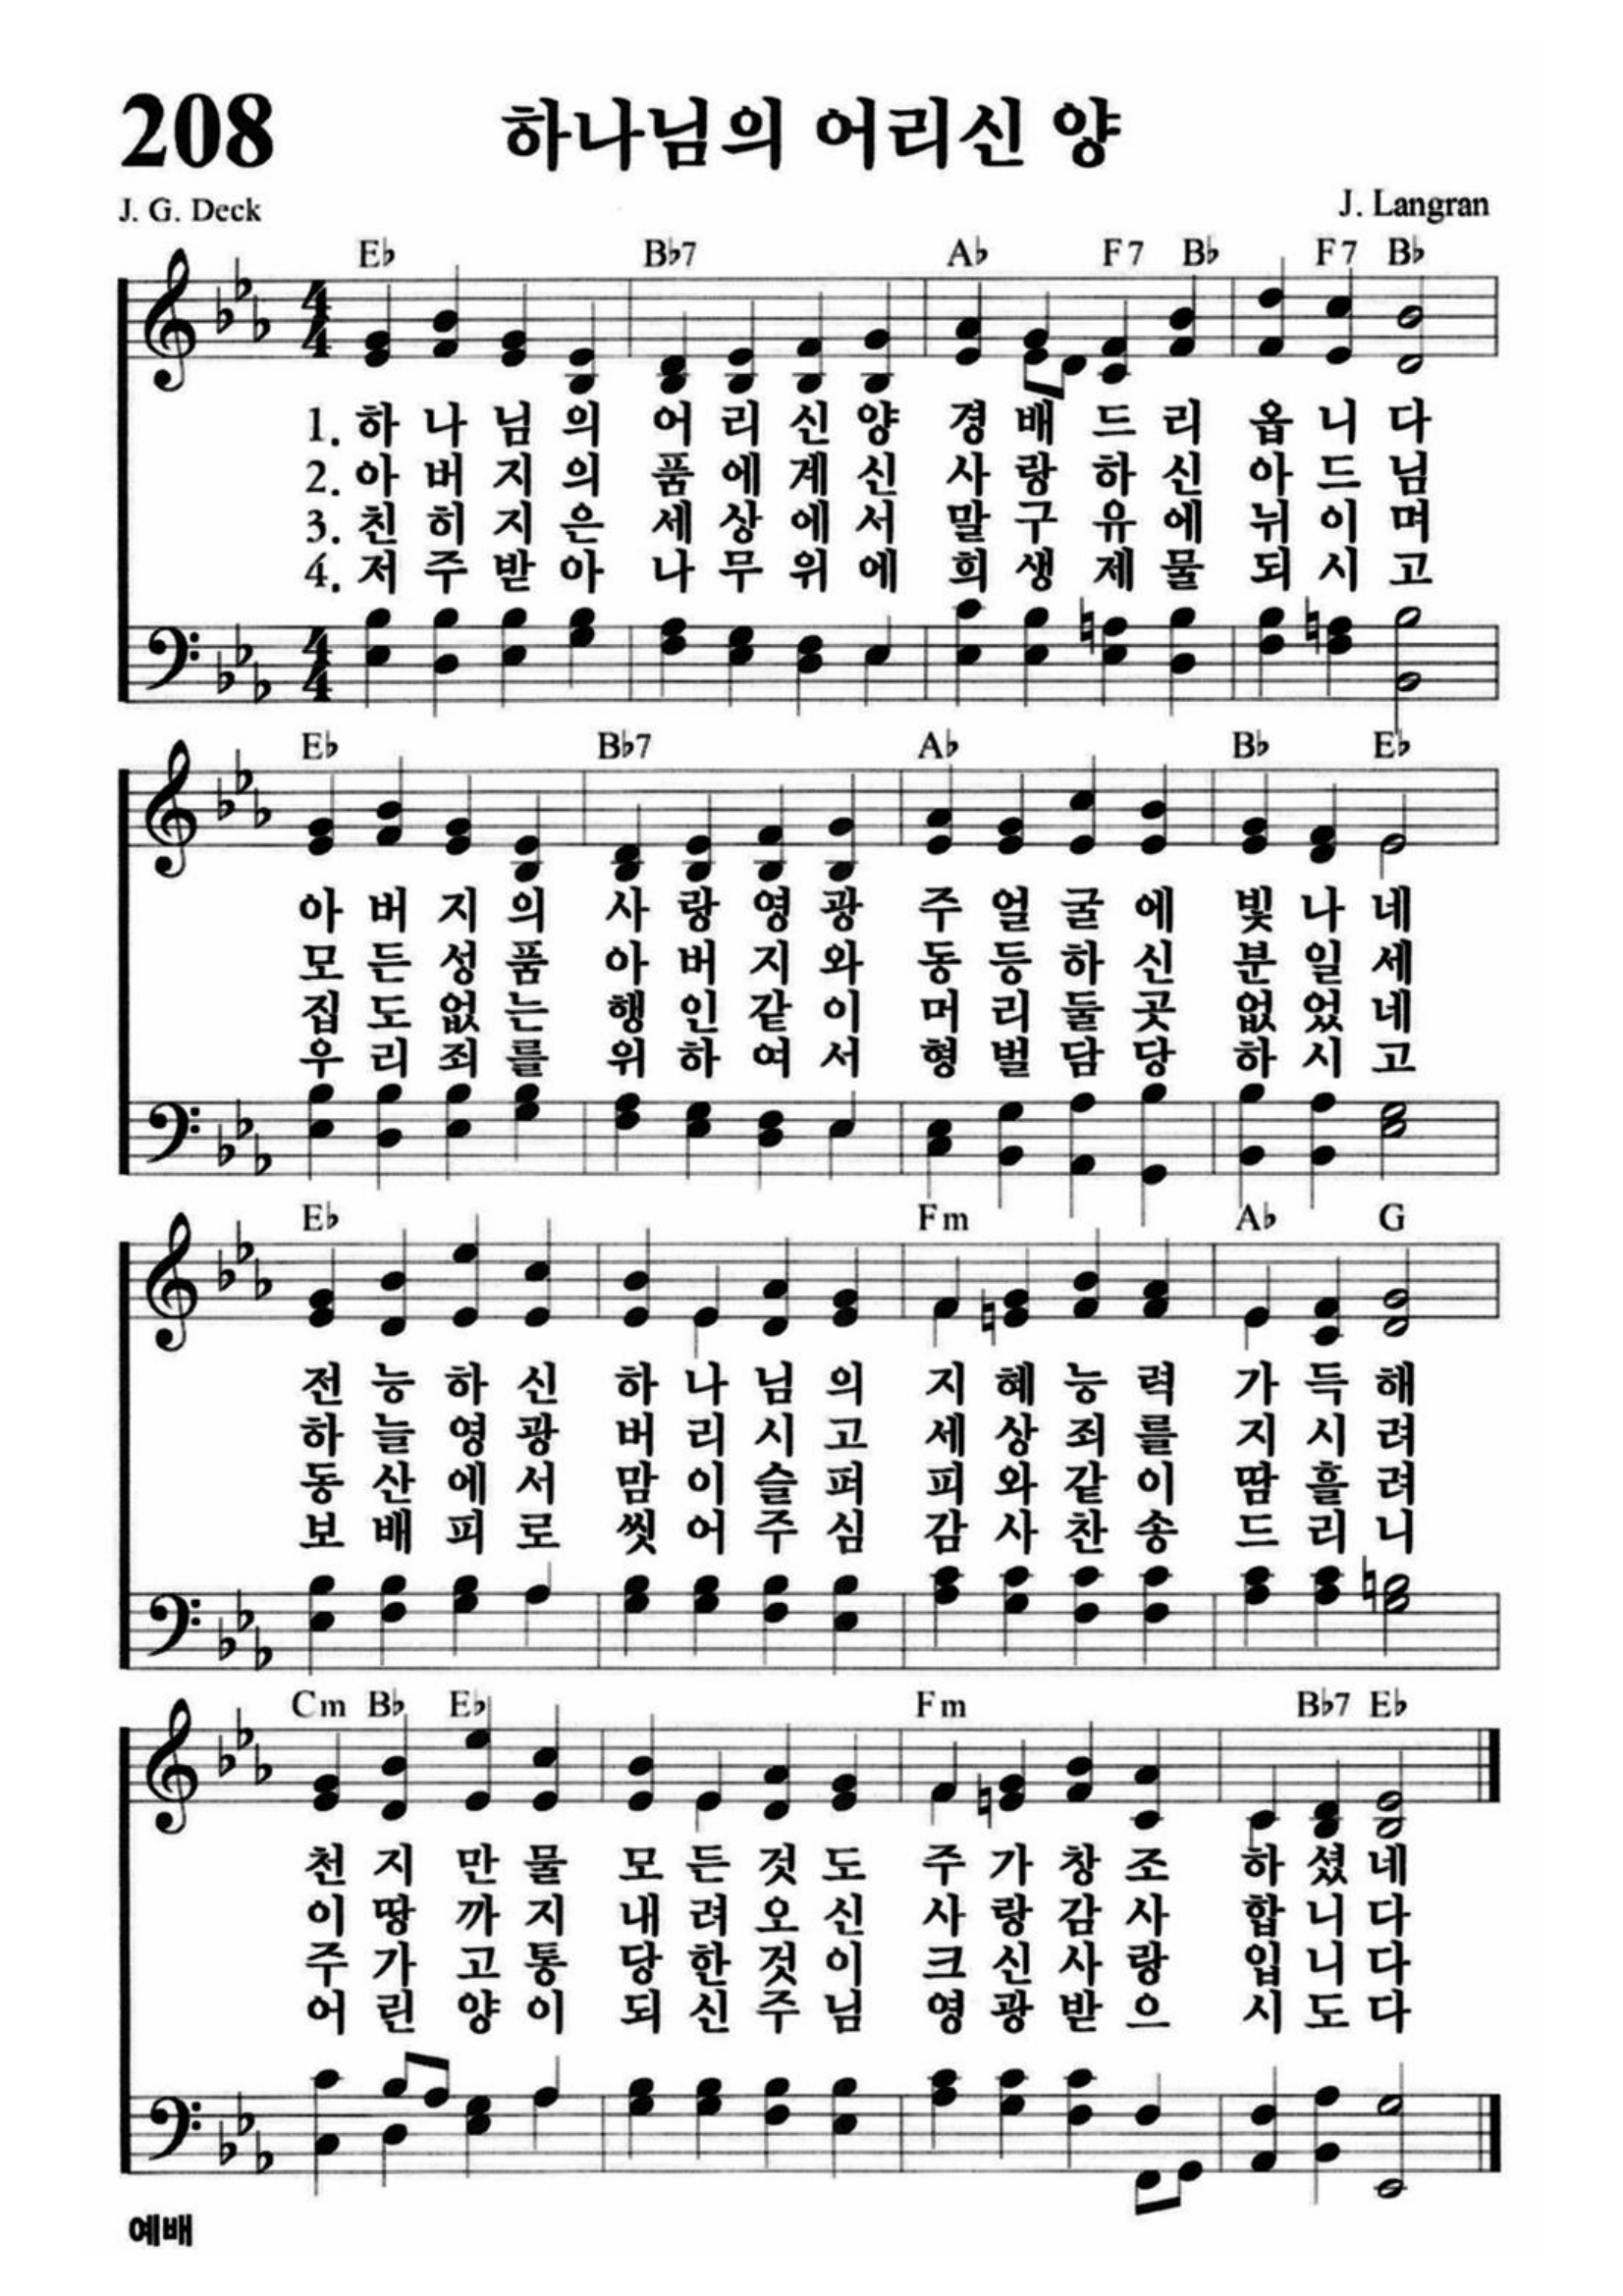 208
하나님의 어리신 양
J. G. Deck
J. Langran
E♭ B♭7 A♭ F7 B♭ F7 B♭
1. 하나님의 어리신양 경배드리 옵니다
2. 아버지의 품에계신 사랑하신 아드님
3. 친히지은 세상에서 말구유에 뉘이며
4. 저주받아 나무위에 희생제물 되시고
E♭ B♭7 A♭ B♭ E♭
아버지의 사랑영광 주얼굴에 빛나네
모든성품 아버지와 동등하신 분일세
집도없는 행인같이 머리둘곳 없었네
우리죄를 위하여서 형벌담당 하시고
E♭ Fm A♭ G
전능하신 하나님의 지혜능력 가득해
하늘영광 버리시고 세상죄를 지시려
동산에서 맘이슬퍼 피와같이 땀흘려
보배피로 씻어주심 감사찬송 드리니
Cm B♭ E♭ Fm B♭7 E♭
천지만물 모든것도 주가창조 하셨네
이땅까지 내려오신 사랑감사 합니다
주가고통 당한것이 크신사랑 입니다
어린양이 되신주님 영광받으 시도다
예배